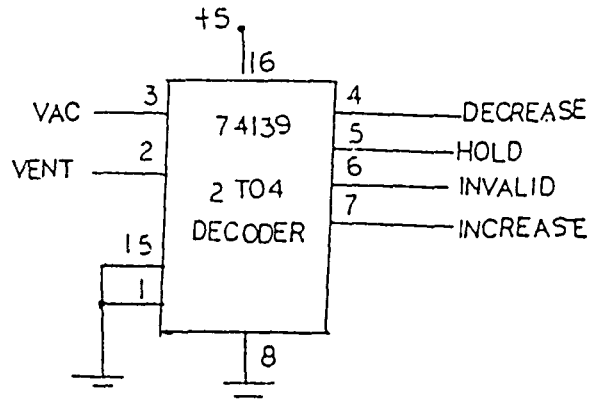 +5
16
VAC
3
VENT
2
15
1
74139
2 TO4
DECODER
4
DECREASE
5
HOLD
6
INVALID
7
INCREASE
8